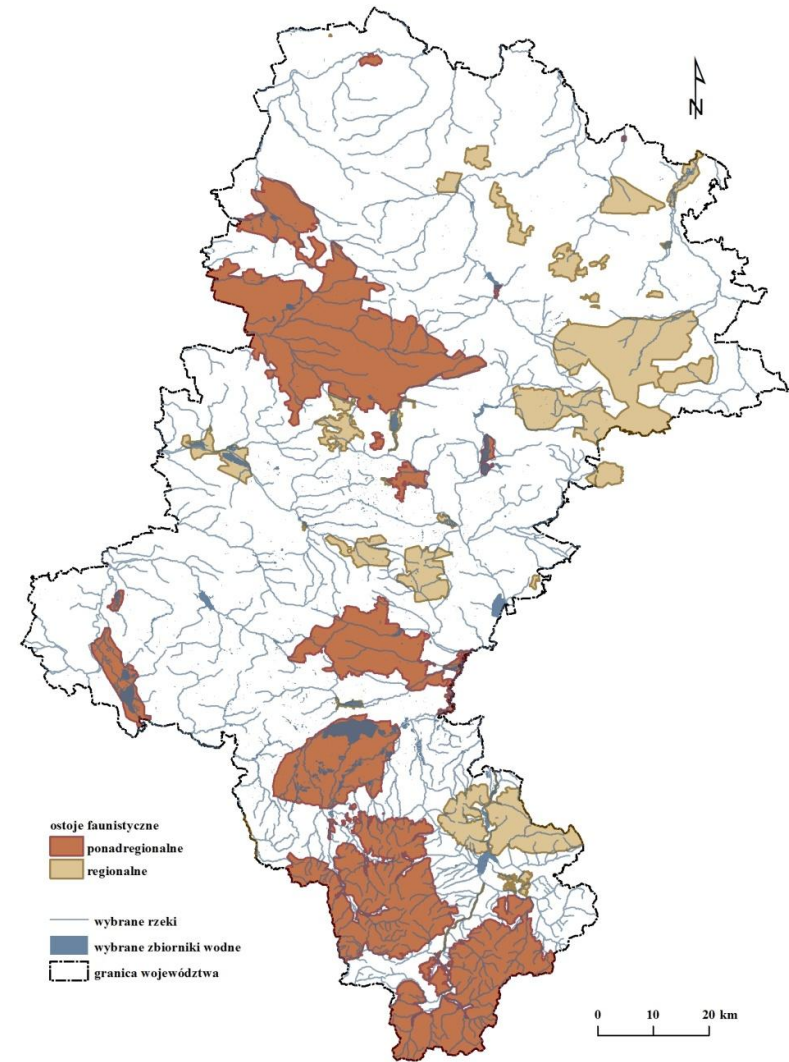 N
ostoje faunistyczne
ponadregionalne
regionalne
wybrane rzeki
wybrane zbiorniki wodne
granica województwa
0 10 20 km